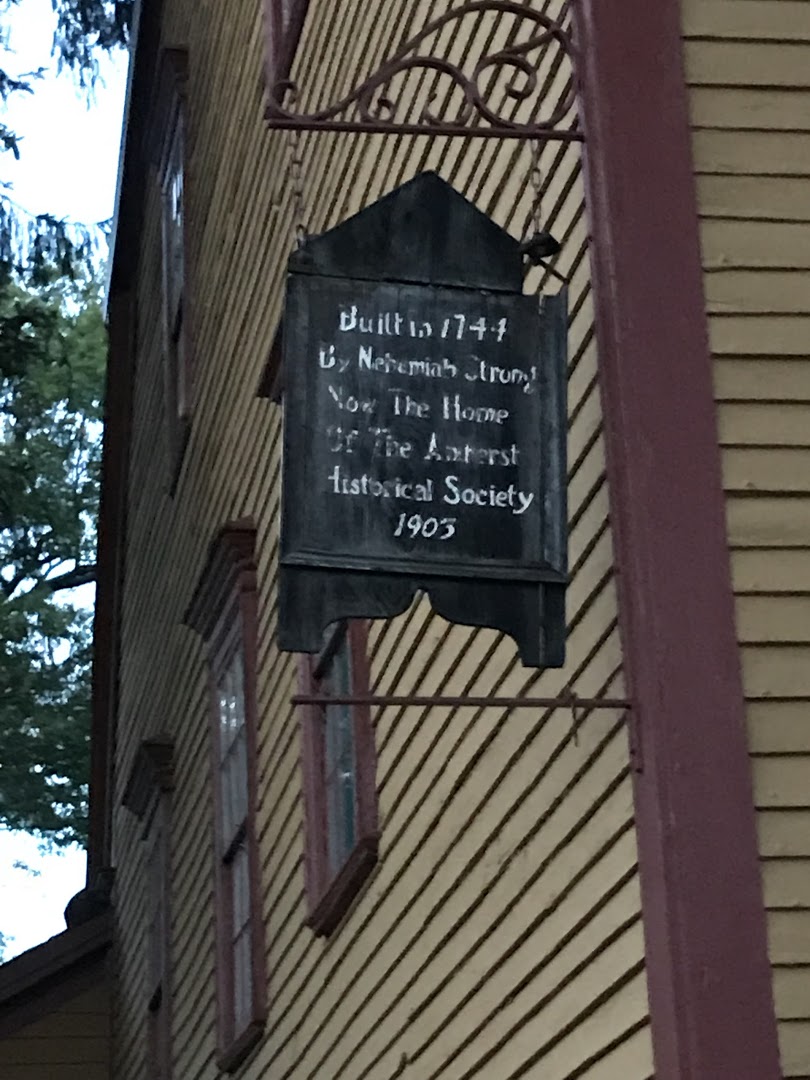 Built in 1744
By Nehemiah Strong
Now The Home
Of The Amherst
Historical Society
1903